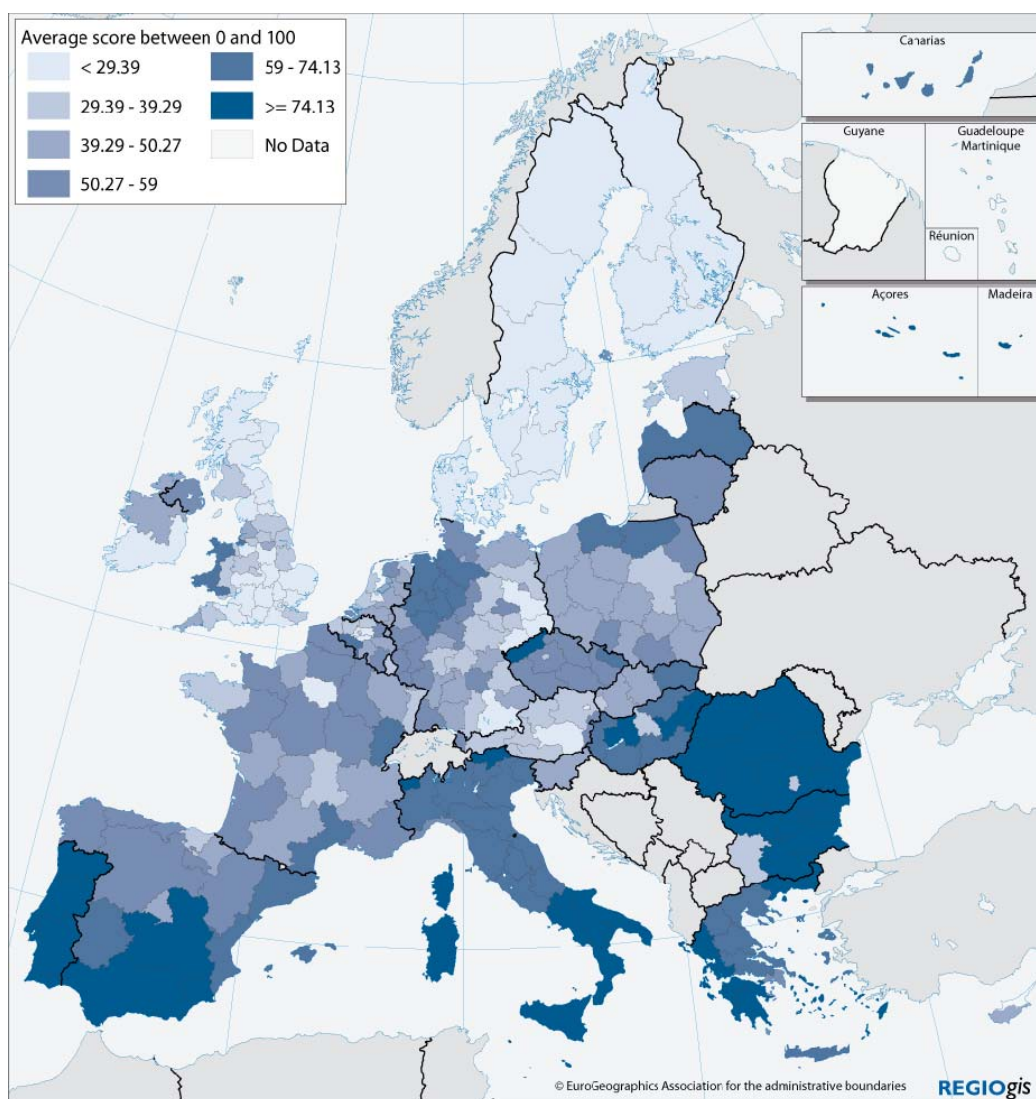 Average score between 0 and 100
< 29.39
29.39 - 39.29
39.29 - 50.27
50.27 - 59
59 - 74.13
>= 74.13
No Data
Canarias
Guyane
Guadeloupe
Martinique
Réunion
Açores
Madeira
© EuroGeographics Association for the administrative boundaries
REGIOgis